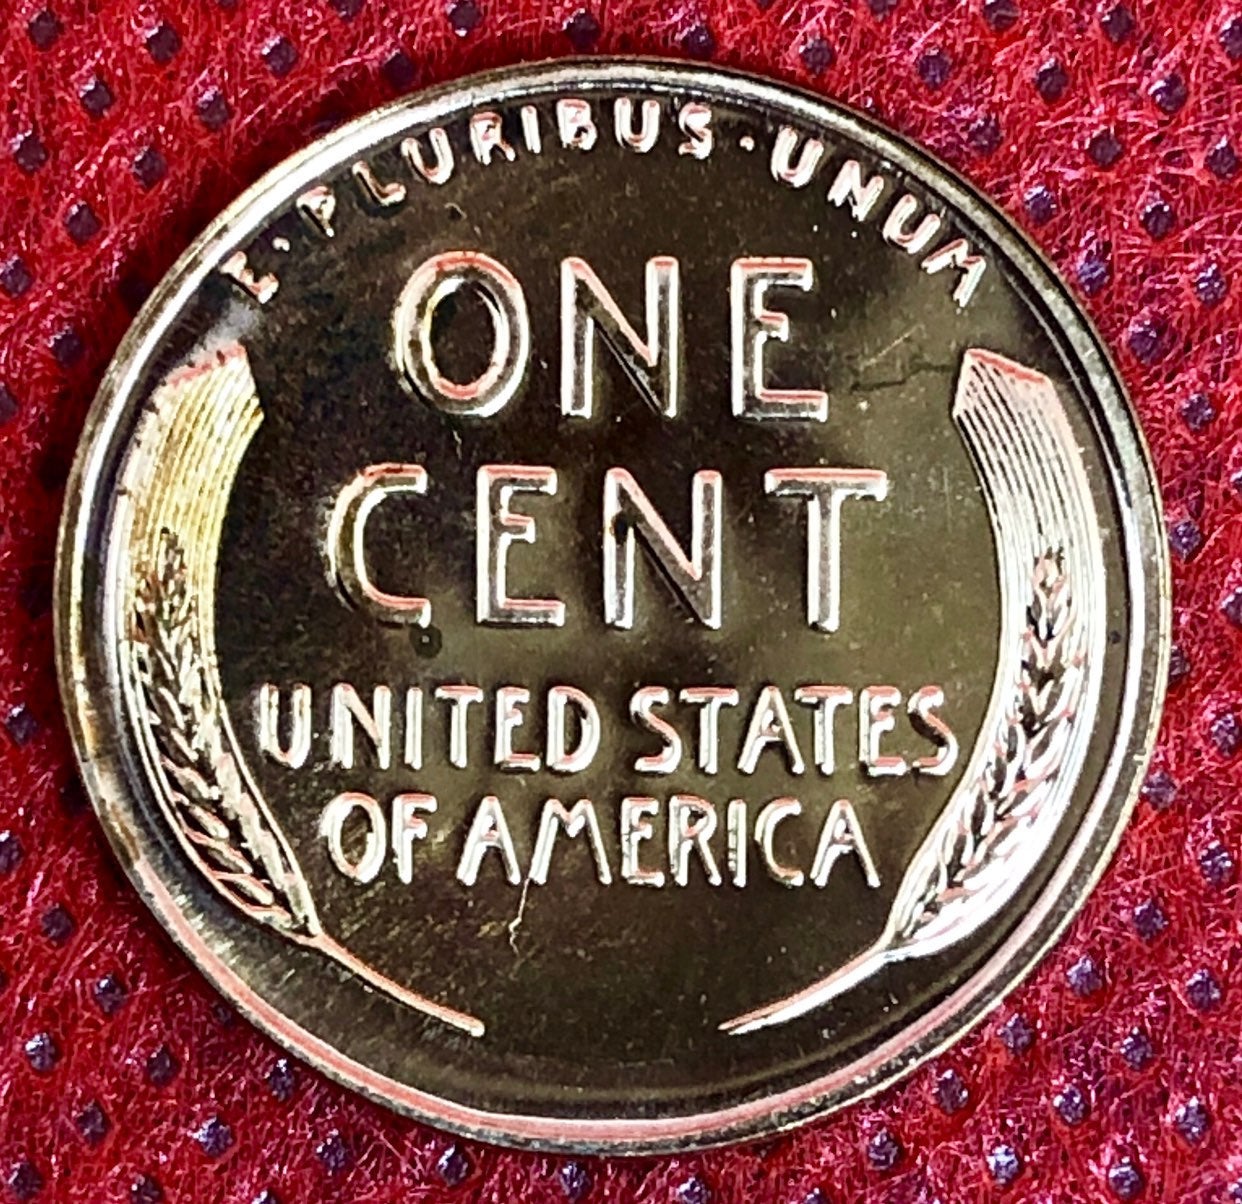 E·PLURIBUS·UNUM
ONE
CENT
UNITED STATES
OF AMERICA